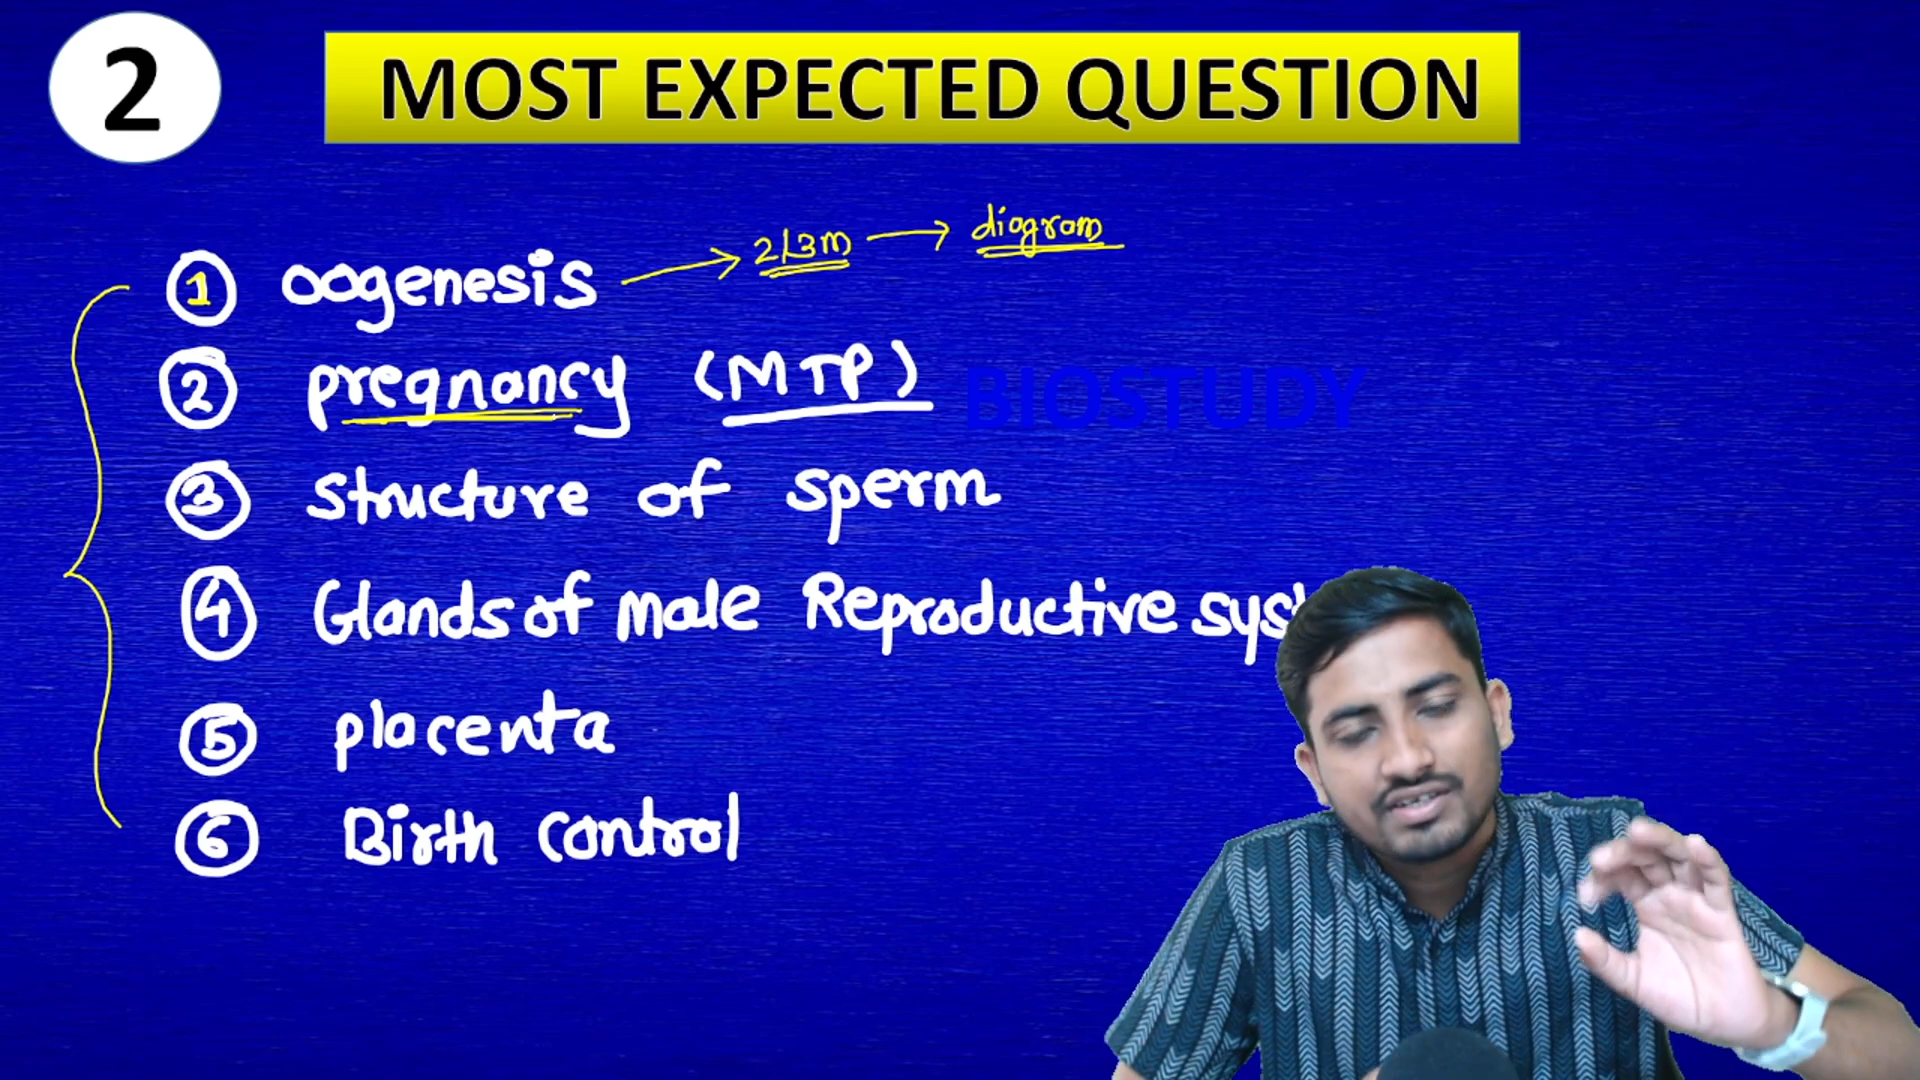 2
MOST EXPECTED QUESTION
1 oogenesis → 2/3m → diagram
2 pregnancy (MTP)
BIOSTUDY
3 structure of sperm
4 Glands of male Reproductive syst
5 placenta
6 Birth control